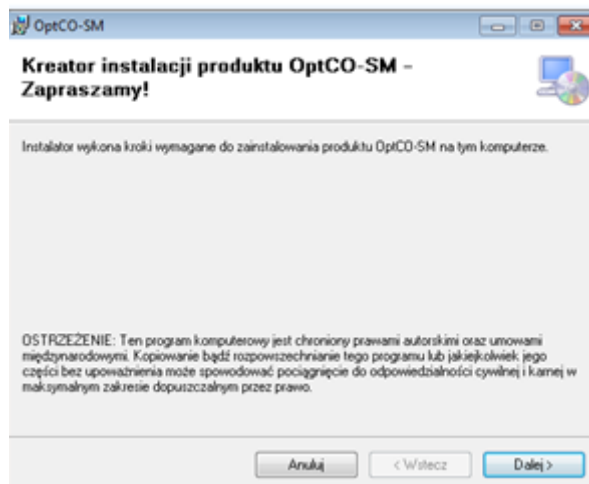 OptCO-SM
Kreator instalacji produktu OptCO-SM –
Zapraszamy!
Instalator wykona kroki wymagane do zainstalowania produktu OptCO-SM na tym komputerze.
OSTRZEŻENIE: Ten program komputerowy jest chroniony prawami autorskimi oraz umowami
międzynarodowymi. Kopiowanie bądź rozpowszechnianie tego programu lub jakiejkolwiek jego
części bez upoważnienia może spowodować pociągnięcie do odpowiedzialności cywilnej i karnej w
maksymalnym zakresie dopuszczalnym przez prawo.
Anuluj
< Wstecz
Dalej >